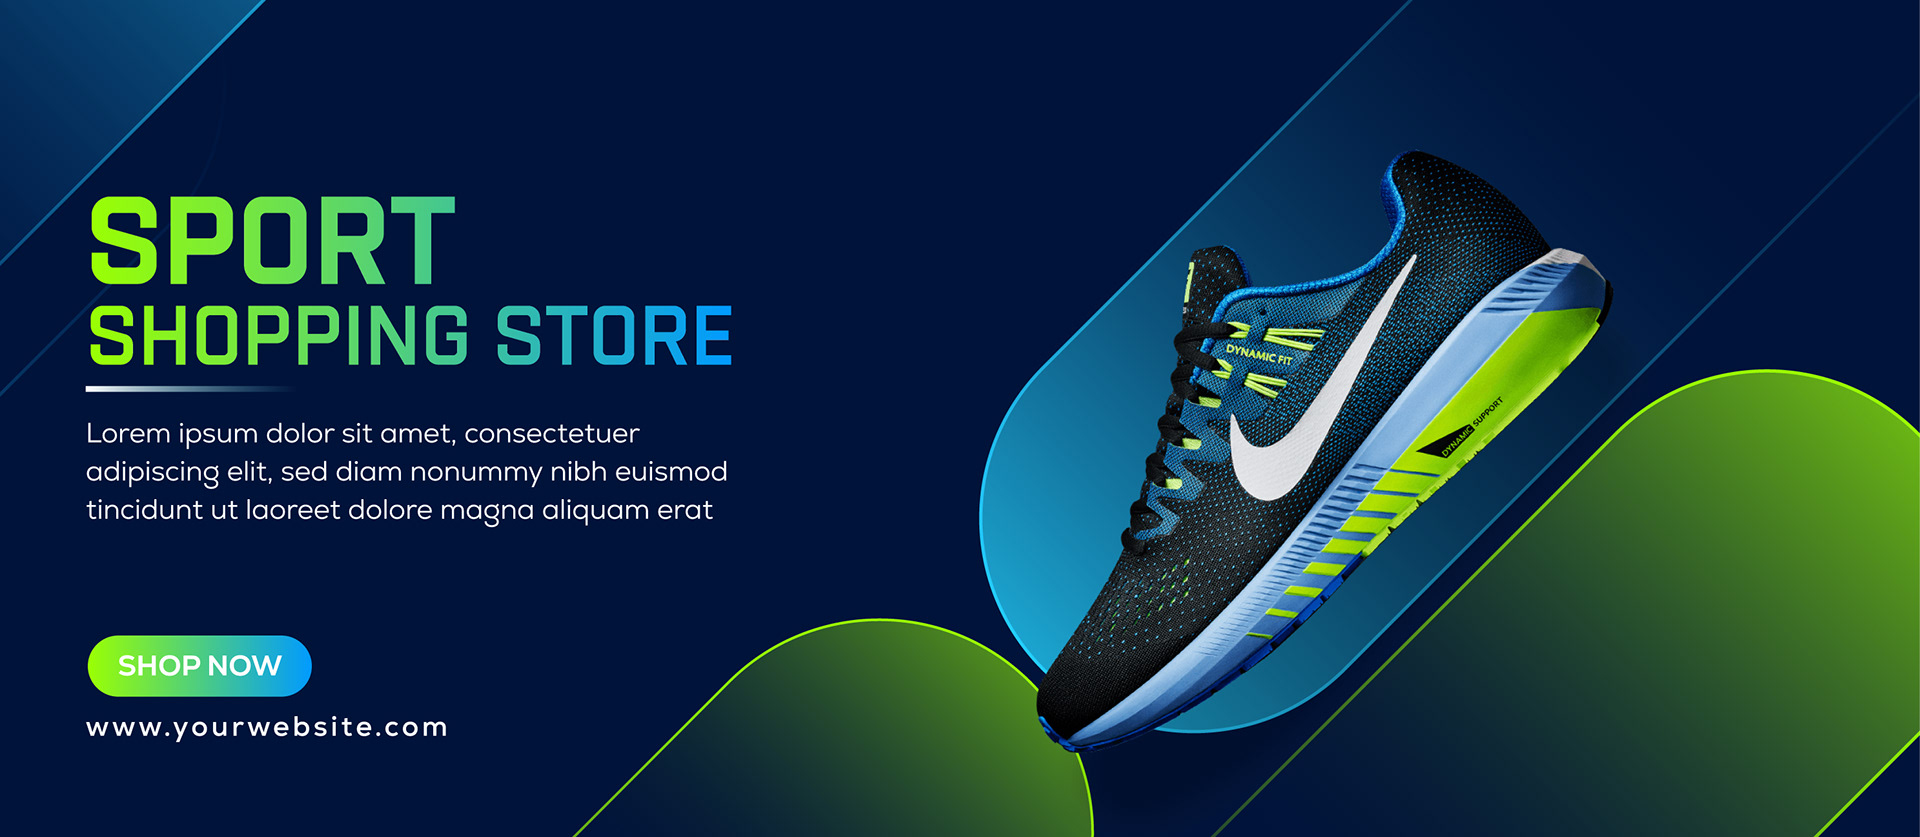 SPORT
SHOPPING STORE
Lorem ipsum dolor sit amet, consectetuer
adipiscing elit, sed diam nonummy nibh euismod
tincidunt ut laoreet dolore magna aliquam erat
SHOP NOW
www.yourwebsite.com
DYNAMIC FIT
DYNAMIC SUPPORT